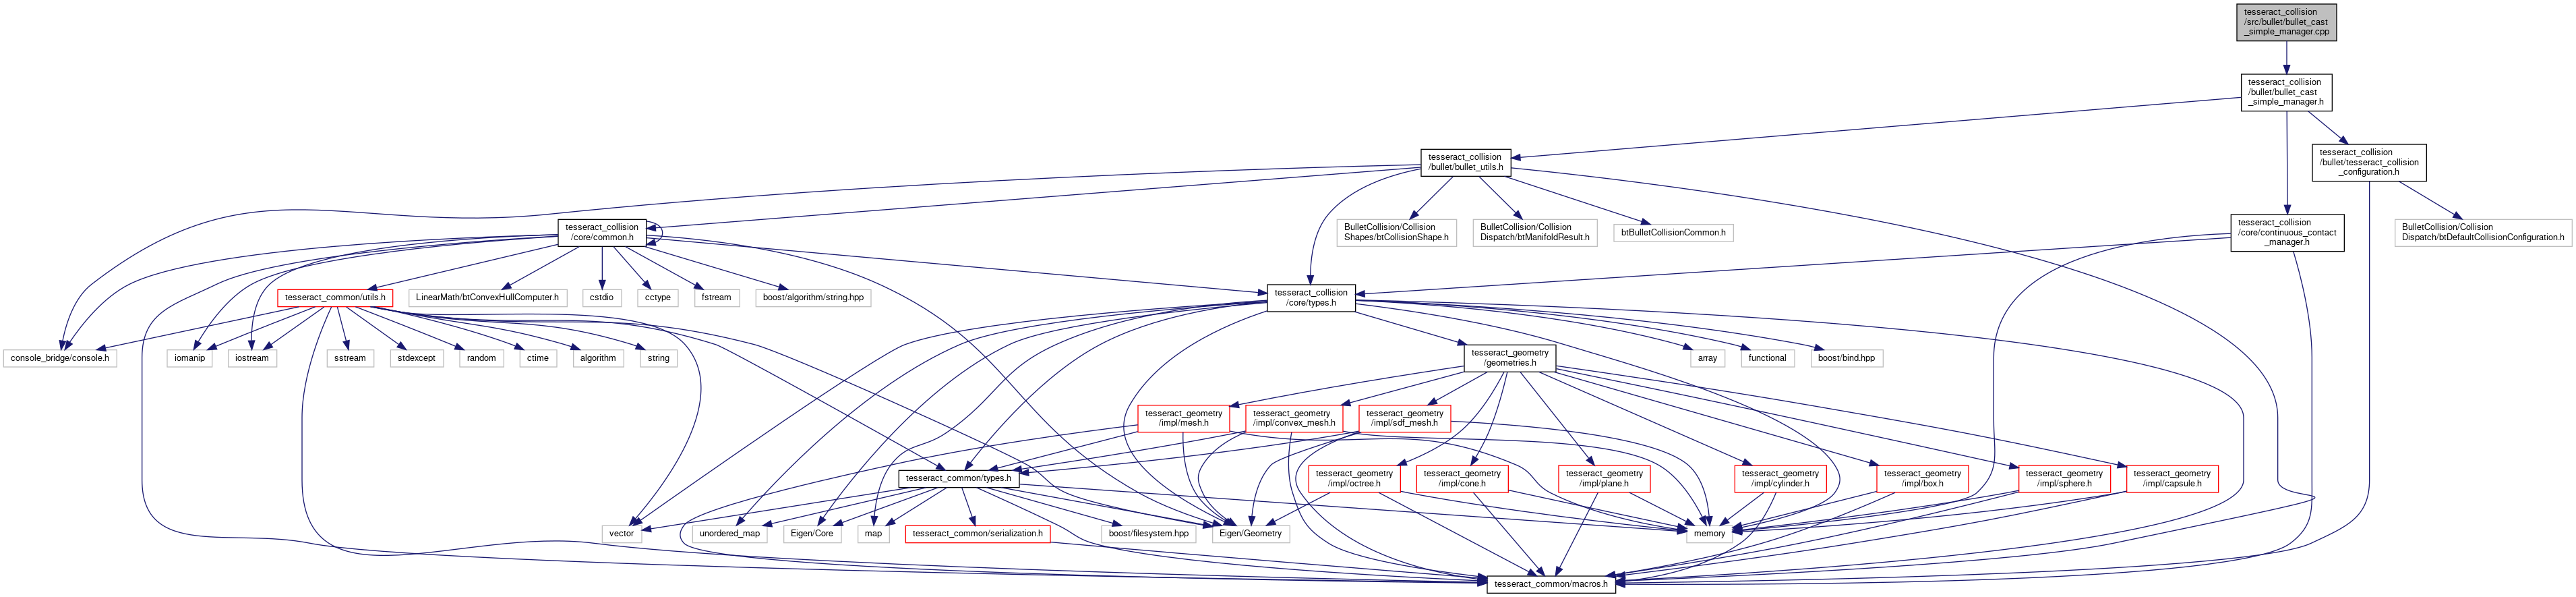 tesseract_collision
/src/bullet/bullet_cast
_simple_manager.cpp
tesseract_collision
/bullet/bullet_cast
_simple_manager.h
tesseract_collision
/bullet/bullet_utils.h
tesseract_collision
/bullet/tesseract_collision
_configuration.h
tesseract_collision
/core/common.h
BulletCollision/Collision
Shapes/btCollisionShape.h
BulletCollision/Collision
Dispatch/btManifoldResult.h
btBulletCollisionCommon.h
tesseract_collision
/core/continuous_contact
_manager.h
BulletCollision/Collision
Dispatch/btDefaultCollisionConfiguration.h
tesseract_common/utils.h
LinearMath/btConvexHullComputer.h
cstdio
cctype
fstream
boost/algorithm/string.hpp
tesseract_collision
/core/types.h
console_bridge/console.h
iomanip
iostream
sstream
stdexcept
random
ctime
algorithm
string
tesseract_geometry
/geometries.h
array
functional
boost/bind.hpp
tesseract_geometry
/impl/mesh.h
tesseract_geometry
/impl/convex_mesh.h
tesseract_geometry
/impl/sdf_mesh.h
tesseract_common/types.h
tesseract_geometry
/impl/octree.h
tesseract_geometry
/impl/cone.h
tesseract_geometry
/impl/plane.h
tesseract_geometry
/impl/cylinder.h
tesseract_geometry
/impl/box.h
tesseract_geometry
/impl/sphere.h
tesseract_geometry
/impl/capsule.h
vector
unordered_map
Eigen/Core
map
tesseract_common/serialization.h
boost/filesystem.hpp
Eigen/Geometry
memory
tesseract_common/macros.h